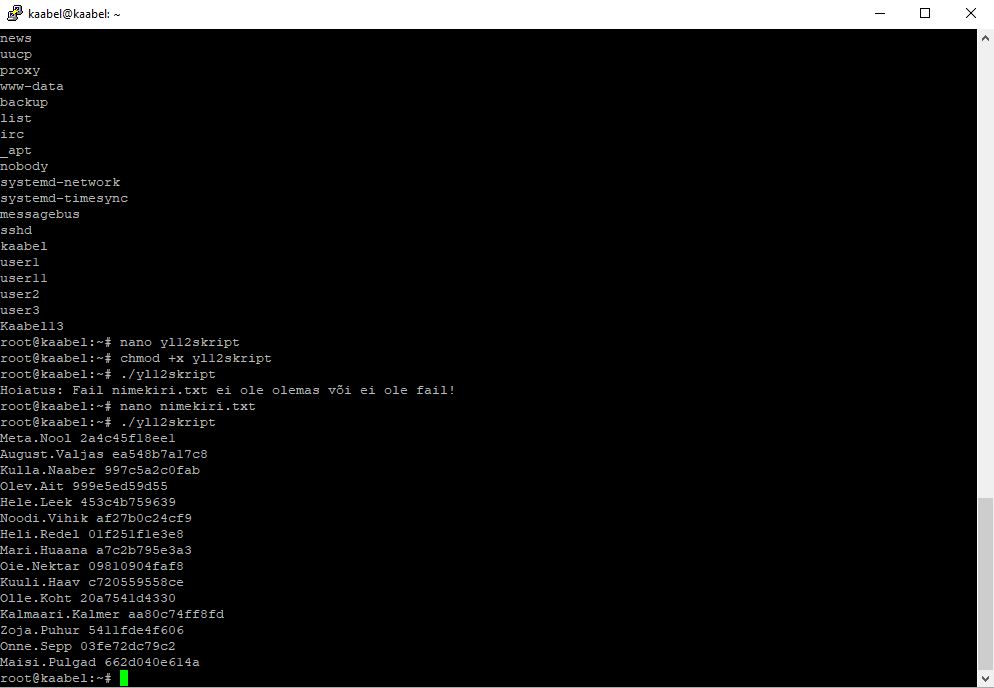 kaabel@kaabel: ~
news
uucp
proxy
www-data
backup
list
irc
_apt
nobody
systemd-network
systemd-timesync
messagebus
sshd
kaabel
user1
user11
user2
user3
Kaabel13
root@kaabel:~# nano yl12skript
root@kaabel:~# chmod +x yl12skript
root@kaabel:~# ./yl12skript
Hoiatus: Fail nimekiri.txt ei ole olemas või ei ole fail!
root@kaabel:~# nano nimekiri.txt
root@kaabel:~# ./yl12skript
Meta.Nool 2a4c45f18ee1
August.Valjas ea548b7a17c8
Kulla.Naaber 997c5a2c0fab
Olev.Ait 999e5ed59d55
Hele.Leek 453c4b759639
Noodi.Vihik af27b0c24cf9
Heli.Redel 01f251f1e3e8
Mari.Huaana a7c2b795e3a3
Oie.Nektar 09810904faf8
Kuuli.Haav c720559558ce
Olle.Koht 20a7541d4330
Kalmaari.Kalmer aa80c74ff8fd
Zoja.Puhur 5411fde4f606
Onne.Sepp 03fe72dc79c2
Maisi.Pulgad 662d040e614a
root@kaabel:~#